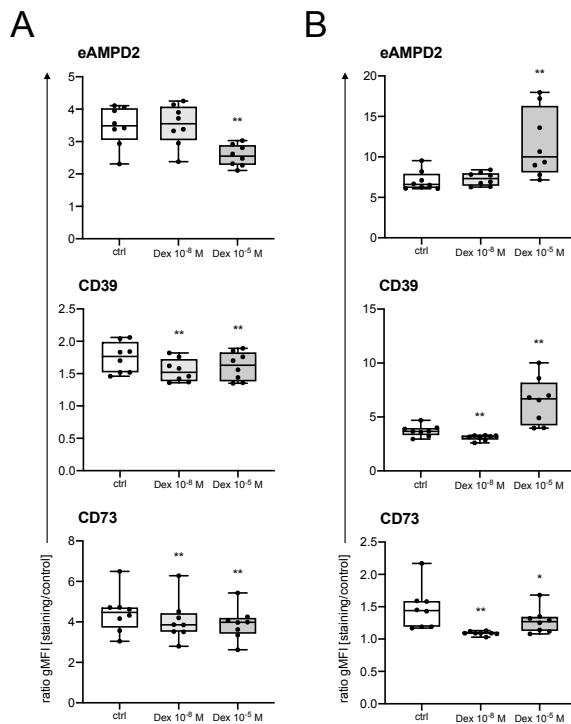 A
B
eAMPD2
5
4
3
2
1
0
**
ctrl
Dex 10⁻⁸ M
Dex 10⁻⁵ M
eAMPD2
20
15
10
5
0
**
ctrl
Dex 10⁻⁸ M
Dex 10⁻⁵ M
CD39
2.5
2.0
1.5
1.0
0.5
0.0
**
**
ctrl
Dex 10⁻⁸ M
Dex 10⁻⁵ M
CD39
15
10
5
0
**
**
ctrl
Dex 10⁻⁸ M
Dex 10⁻⁵ M
CD73
8
6
4
2
0
**
**
ctrl
Dex 10⁻⁸ M
Dex 10⁻⁵ M
ratio gMFI [staining/control]
CD73
2.5
2.0
1.5
1.0
0.5
0.0
**
*
ctrl
Dex 10⁻⁸ M
Dex 10⁻⁵ M
ratio gMFI [staining/control]